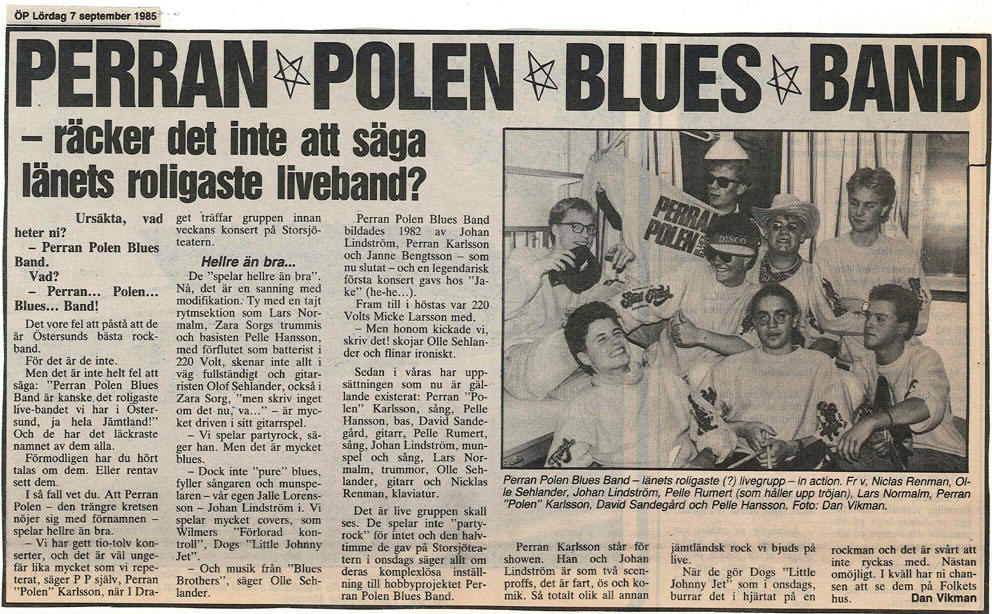 ÖP Lördag 7 september 1985
PERRAN POLEN BLUES BAND
– räcker det inte att säga
länets roligaste liveband?
Ursäkta, vad
heter ni?
– Perran Polen Blues
Band.
Vad?
– Perran... Polen...
Blues... Band!
Det vore fel att påstå att de
är Östersunds bästa rock-
band.
För det är de inte.
Men det är inte helt fel att
säga: "Perran Polen Blues
Band är kanske det roligaste
live-bandet vi har i Öster-
sund, ja hela Jämtland!"
Och de har det läckraste
namnet av dem alla.
Förmodligen har du hört
talas om dem. Eller rentav
sett dem.
I så fall vet du. Att Perran
Polen – den trängre kretsen
nöjer sig med förnamnen –
spelar hellre än bra.
– Vi har gett tio-tolv kon-
serter, och det är väl unge-
fär lika mycket som vi repe-
terat, säger P P själv, Perran
"Polen" Karlsson, när I Dra-
get träffar gruppen innan
veckans konsert på Storsjö-
teatern.
Hellre än bra...
De "spelar hellre än bra".
Nå, det är en sanning med
modifikation. Ty med en tajt
rytmsektion som Lars Nor-
malm, Zara Sorgs trummis
och basisten Pelle Hansson,
med förflutet som batterist i
220 Volt, skenar inte allt i
väg fullständigt och gitar-
risten Olof Sehlander, också i
Zara Sorg, "men skriv inget
om det nu, va..." – är myc-
ket driven i sitt gitarrspel.
– Vi spelar partyrock, sä-
ger han. Men det är mycket
blues.
– Dock inte "pure" blues,
fyller sångaren och munspe-
laren – vår egen Jalle Lorens-
son – Johan Lindström i. Vi
spelar mycket covers, som
Wilmers "Förlorad kon-
troll", Dogs "Little Johnny
Jet".
– Och musik från "Blues
Brothers", säger Olle Seh-
lander.
Perran Polen Blues Band
bildades 1982 av Johan
Lindström, Perran Karlsson
och Janne Bengtsson – som
nu slutat – och en legendarisk
första konsert gavs hos "Ja-
ke" (he-he...).
Fram till i höstas var 220
Volts Micke Larsson med.
– Men honom kickade vi,
skriv det! skojar Olle Sehlan-
der och flinar ironiskt.
Sedan i våras har upp-
sättningen som nu är gäl-
lande existerat: Perran "Po-
len" Karlsson, sång, Pelle
Hansson, bas, David Sande-
gård, gitarr, Pelle Rumert,
sång, Johan Lindström, mun-
spel och sång, Lars Nor-
malm, trummor, Olle Seh-
lander, gitarr och Nicklas
Renman, klaviatur.
Det är live gruppen skall
ses. De spelar inte "party-
rock" för intet och den halv-
timme de gav på Storsjötea-
tern i onsdags säger allt om
deras komplexlösa inställ-
ning till hobbyprojektet Per-
ran Polen Blues Band.
PERRAN
POLEN
DISCO
Perran Polen Blues Band – länets roligaste (?) livegrupp – in action. Fr v, Niclas Renman, Ol-
le Sehlander, Johan Lindström, Pelle Rumert (som håller upp tröjan), Lars Normalm, Perran
"Polen" Karlsson, David Sandegård och Pelle Hansson. Foto: Dan Vikman.
Perran Karlsson står för
showen. Han och Johan
Lindström är som två scen-
proffs, det är fart, ös och ko-
mik. Så totalt olik all annan
jämtländsk rock vi bjuds på
live.
När de gör Dogs "Little
Johnny Jet" som i onsdags,
burrar det i hjärtat på en
rockman och det är svårt att
inte ryckas med. Nästan
omöjligt. I kväll har ni chan-
sen att se dem på Folkets
hus. Dan Vikman